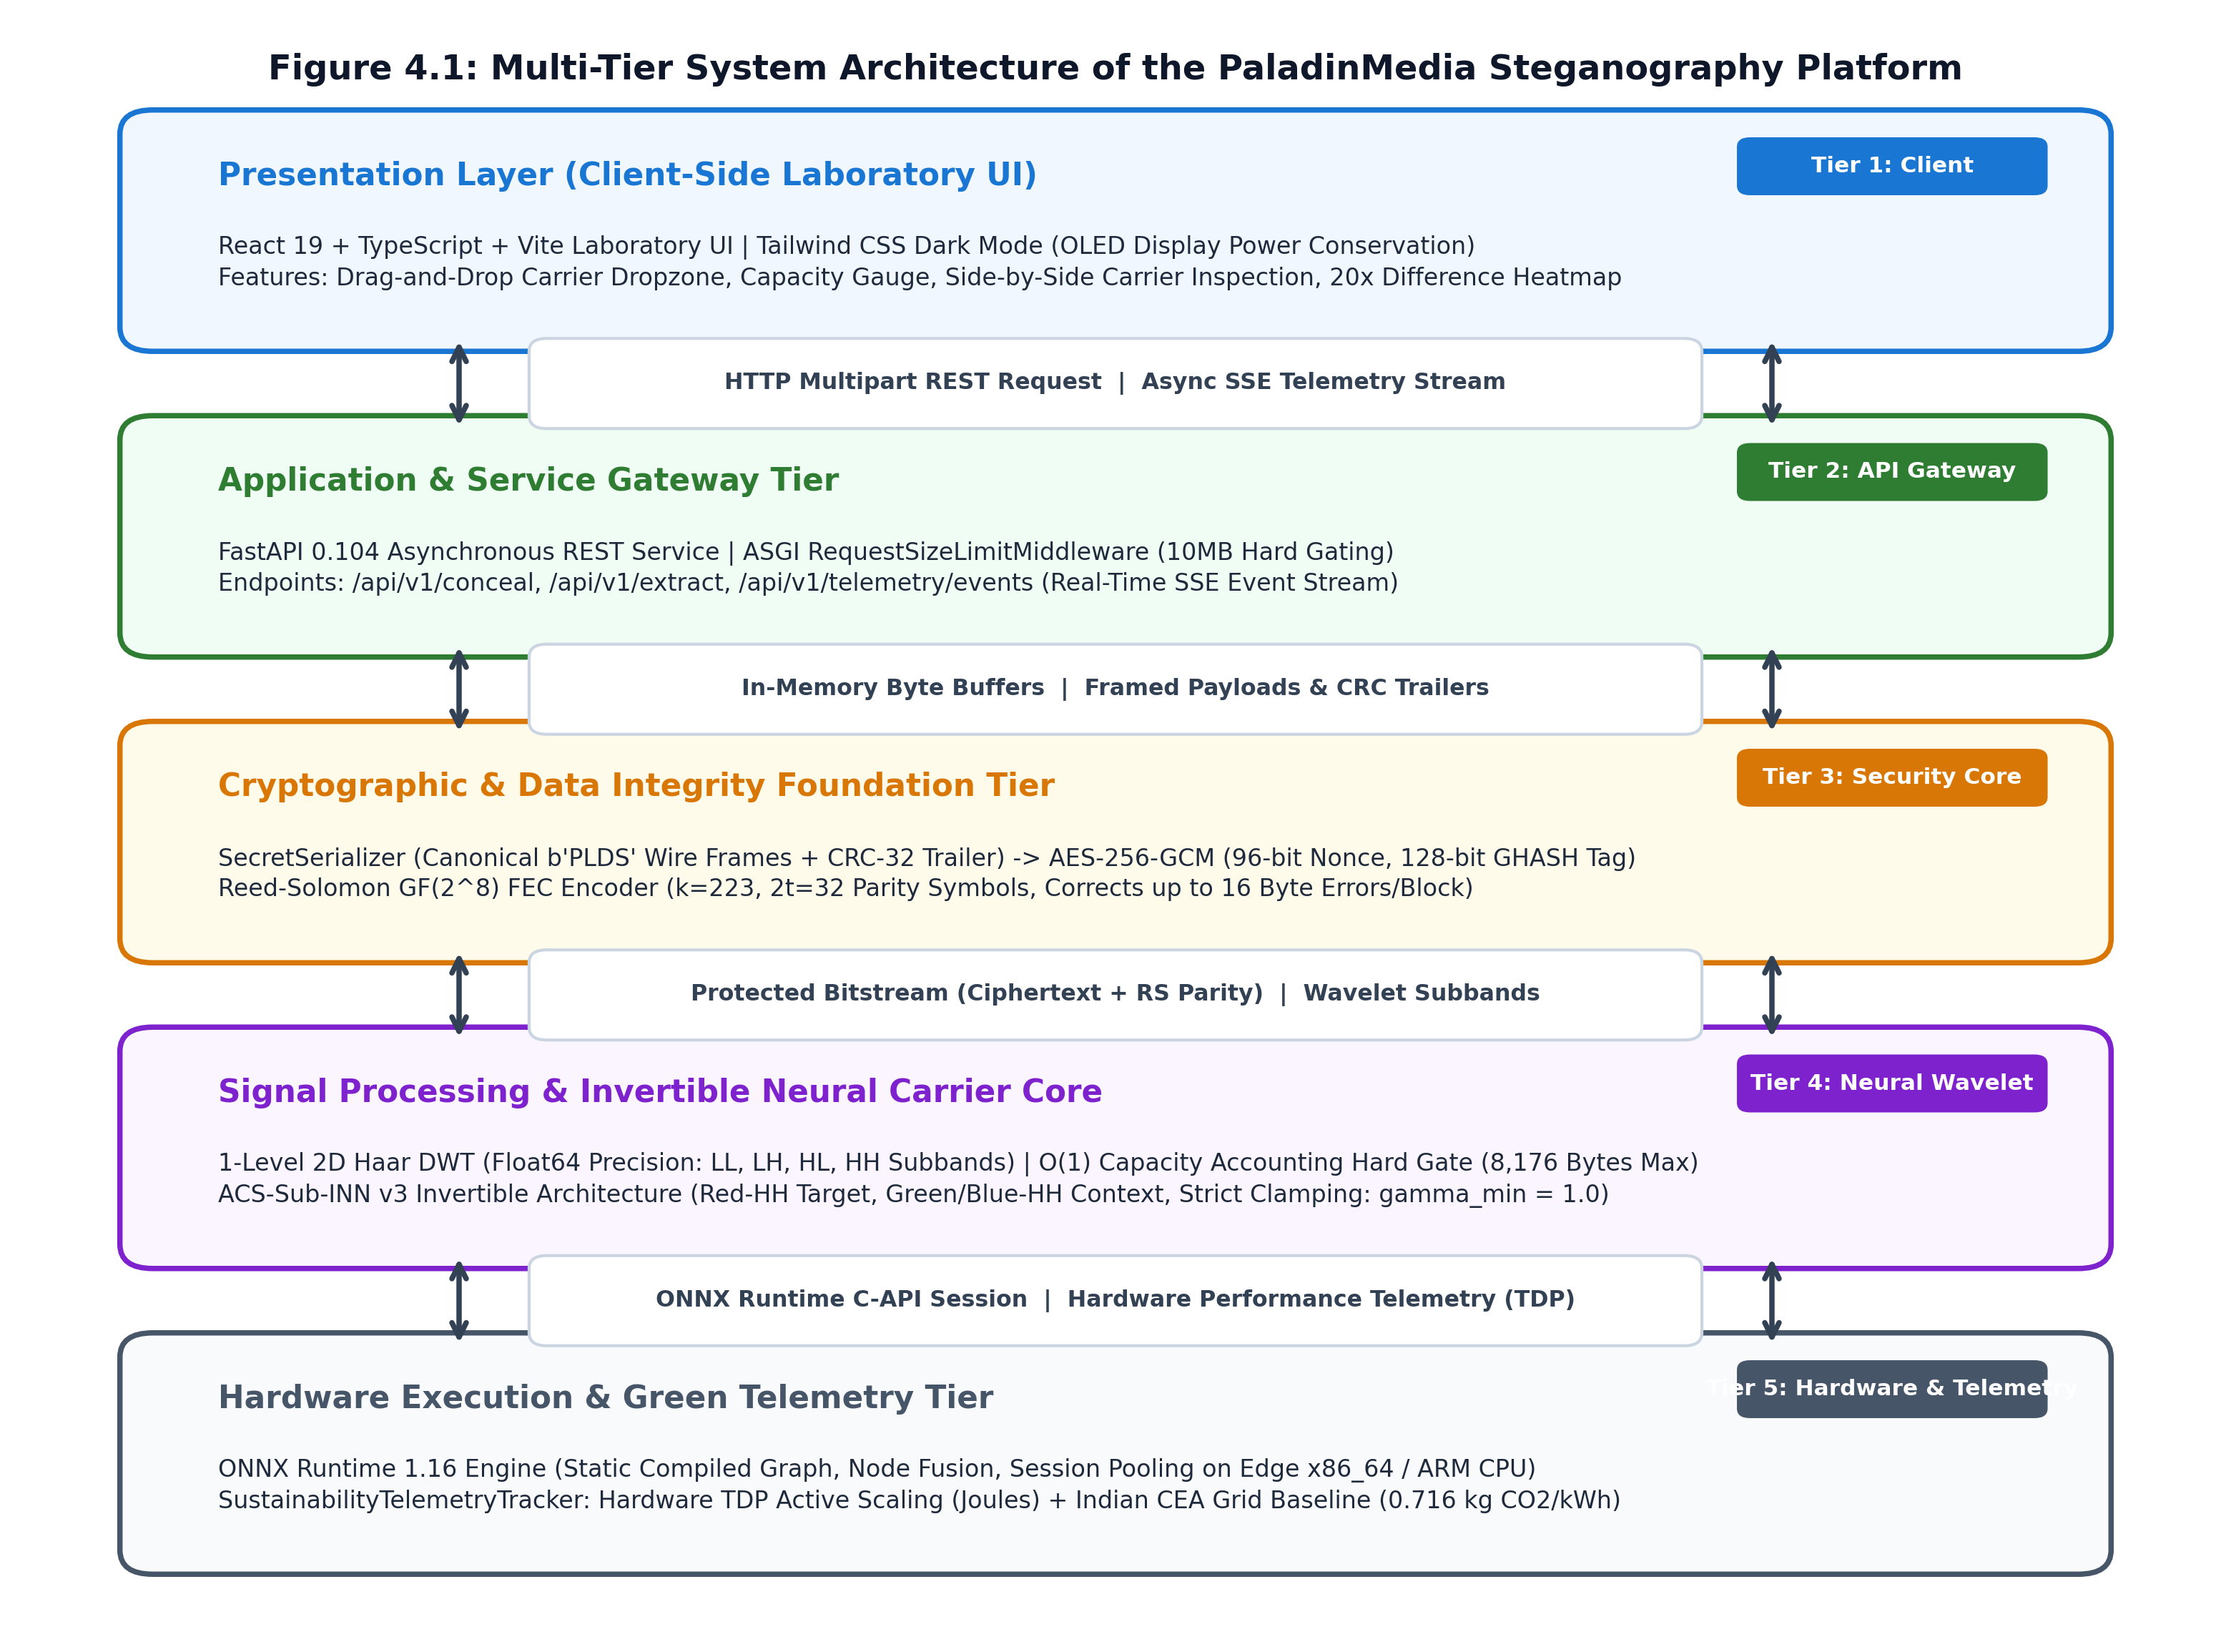 Figure 4.1: Multi-Tier System Architecture of the PaladinMedia Steganography Platform
Presentation Layer (Client-Side Laboratory UI)
Tier 1: Client
React 19 + TypeScript + Vite Laboratory UI | Tailwind CSS Dark Mode (OLED Display Power Conservation)
Features: Drag-and-Drop Carrier Dropzone, Capacity Gauge, Side-by-Side Carrier Inspection, 20x Difference Heatmap
HTTP Multipart REST Request | Async SSE Telemetry Stream
Application & Service Gateway Tier
Tier 2: API Gateway
FastAPI 0.104 Asynchronous REST Service | ASGI RequestSizeLimitMiddleware (10MB Hard Gating)
Endpoints: /api/v1/conceal, /api/v1/extract, /api/v1/telemetry/events (Real-Time SSE Event Stream)
In-Memory Byte Buffers | Framed Payloads & CRC Trailers
Cryptographic & Data Integrity Foundation Tier
Tier 3: Security Core
SecretSerializer (Canonical b'PLDS' Wire Frames + CRC-32 Trailer) -> AES-256-GCM (96-bit Nonce, 128-bit GHASH Tag)
Reed-Solomon GF(2^8) FEC Encoder (k=223, 2t=32 Parity Symbols, Corrects up to 16 Byte Errors/Block)
Protected Bitstream (Ciphertext + RS Parity) | Wavelet Subbands
Signal Processing & Invertible Neural Carrier Core
Tier 4: Neural Wavelet
1-Level 2D Haar DWT (Float64 Precision: LL, LH, HL, HH Subbands) | O(1) Capacity Accounting Hard Gate (8,176 Bytes Max)
ACS-Sub-INN v3 Invertible Architecture (Red-HH Target, Green/Blue-HH Context, Strict Clamping: gamma_min = 1.0)
ONNX Runtime C-API Session | Hardware Performance Telemetry (TDP)
Hardware Execution & Green Telemetry Tier
Tier 5: Hardware & Telemetry
ONNX Runtime 1.16 Engine (Static Compiled Graph, Node Fusion, Session Pooling on Edge x86_64 / ARM CPU)
SustainabilityTelemetryTracker: Hardware TDP Active Scaling (Joules) + Indian CEA Grid Baseline (0.716 kg CO2/kWh)